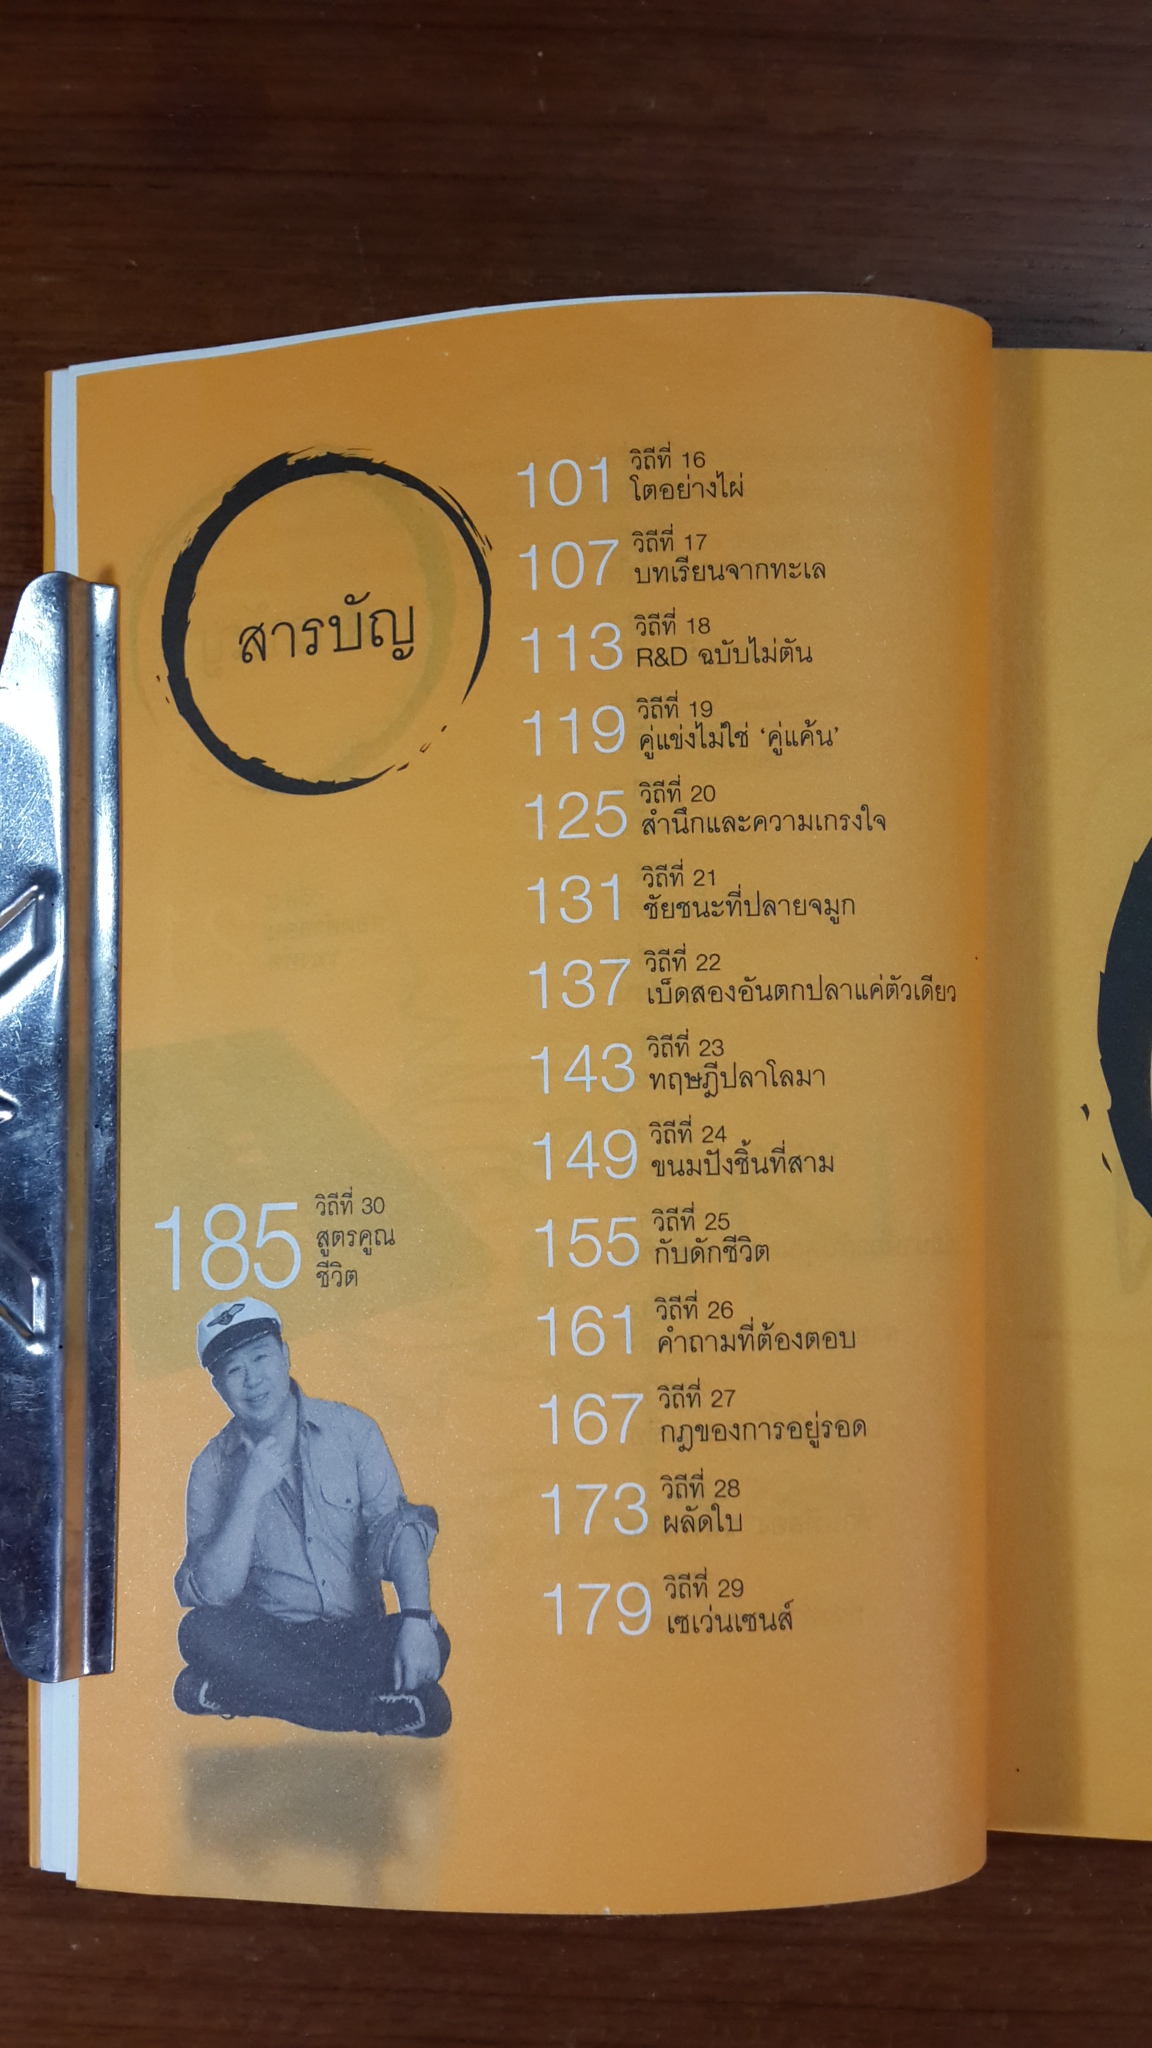 สารบัญ
101
วิถีที่ 16
โตอย่างไผ่
107
วิถีที่ 17
บทเรียนจากทะเล
113
วิถีที่ 18
R&D ฉบับไม่ตัน
119
วิถีที่ 19
คู่แข่งไม่ใช่ ‘คู่แค้น’
125
วิถีที่ 20
สำนึกและความเกรงใจ
131
วิถีที่ 21
ชัยชนะที่ปลายจมูก
137
วิถีที่ 22
เบ็ดสองอันตกปลาแค่ตัวเดียว
143
วิถีที่ 23
ทฤษฎีปลาโลมา
149
วิถีที่ 24
ขนมปังชิ้นที่สาม
155
วิถีที่ 25
กับดักชีวิต
161
วิถีที่ 26
คำถามที่ต้องตอบ
167
วิถีที่ 27
กฎของการอยู่รอด
173
วิถีที่ 28
ผลัดใบ
179
วิถีที่ 29
เซเว่นเซนส์
185
วิถีที่ 30
สูตรคูณ
ชีวิต